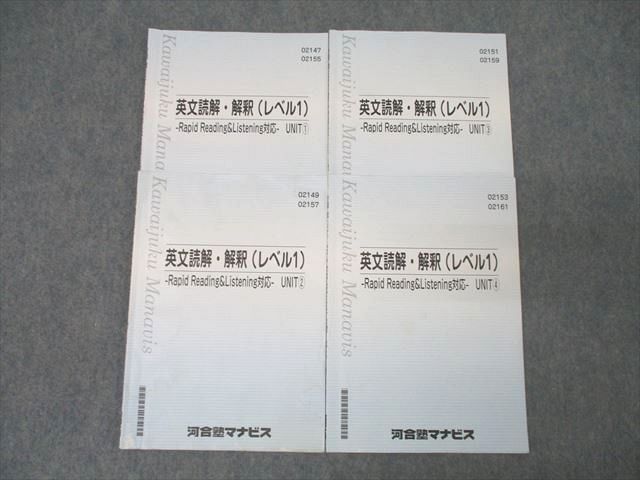 Kawaijuku Mana
02147
02155
英文読解・解釈（レベル1）
-Rapid Reading&Listening対応- UNIT①
Kawaijuku Mana
02151
02159
英文読解・解釈（レベル1）
-Rapid Reading&Listening対応- UNIT③
Kawaijuku Manavis
02149
02157
英文読解・解釈（レベル1）
-Rapid Reading&Listening対応- UNIT②
河合塾マナビス
Kawaijuku Manavis
02153
02161
英文読解・解釈（レベル1）
-Rapid Reading&Listening対応- UNIT④
河合塾マナビス